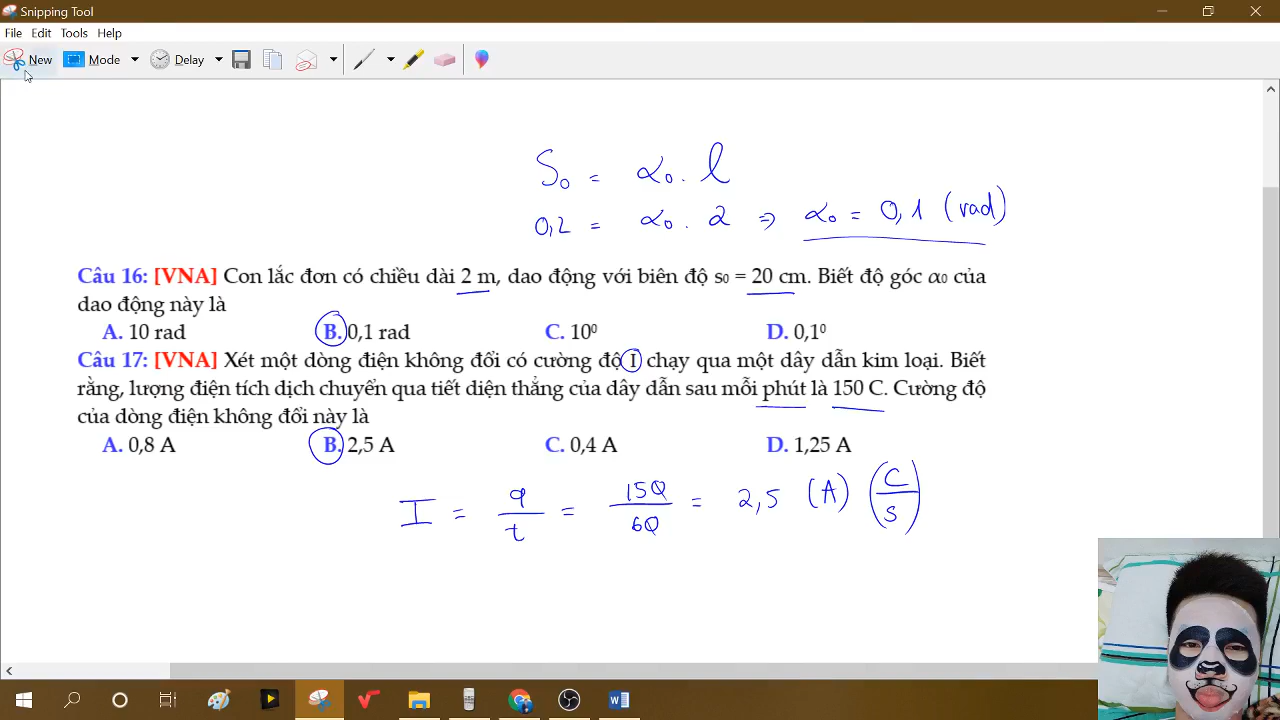 Snipping Tool
File Edit Tools Help
New Mode Delay
S₀ = α₀ . l
0,2 = α₀ . 2 ⇒ α₀ = 0,1 (rad)
Câu 16: [VNA] Con lắc đơn có chiều dài 2 m, dao động với biên độ s₀ = 20 cm. Biết độ góc α₀ của
dao động này là
A. 10 rad B. 0,1 rad C. 10⁰ D. 0,1⁰
Câu 17: [VNA] Xét một dòng điện không đổi có cường độ I chạy qua một dây dẫn kim loại. Biết
rằng, lượng điện tích dịch chuyển qua tiết diện thẳng của dây dẫn sau mỗi phút là 150 C. Cường độ
của dòng điện không đổi này là
A. 0,8 A B. 2,5 A C. 0,4 A D. 1,25 A
I = q/t = 150/60 = 2,5 (A) (C/s)